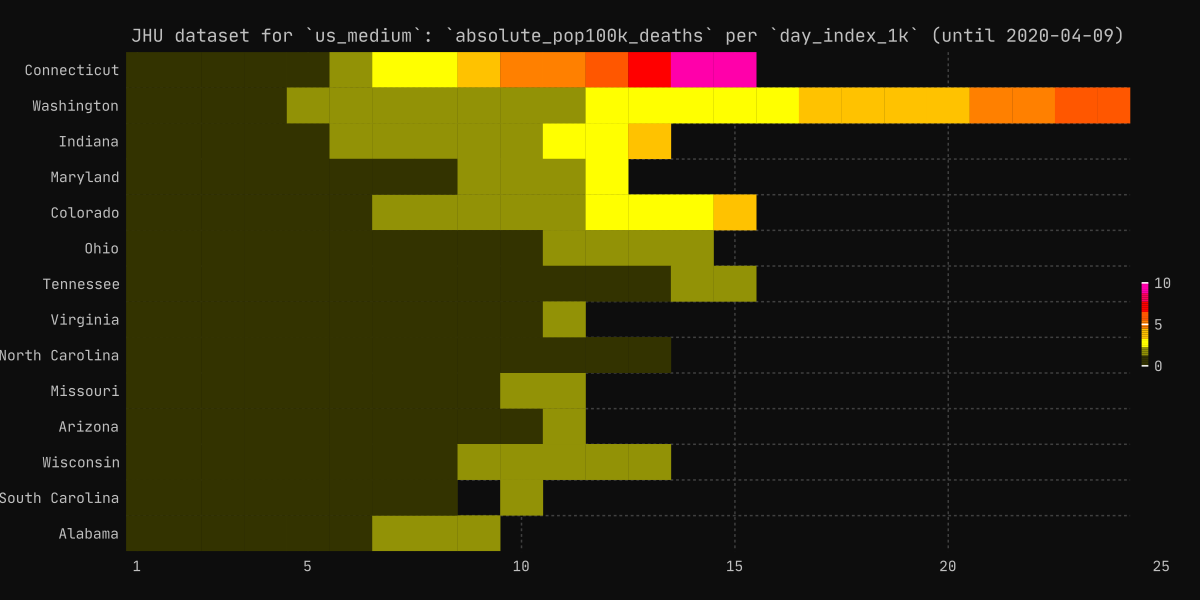 JHU dataset for `us_medium`: `absolute_pop100k_deaths` per `day_index_1k` (until 2020-04-09)
Connecticut
Washington
Indiana
Maryland
Colorado
Ohio
Tennessee
Virginia
North Carolina
Missouri
Arizona
Wisconsin
South Carolina
Alabama
1 5 10 15 20 25
10
5
0